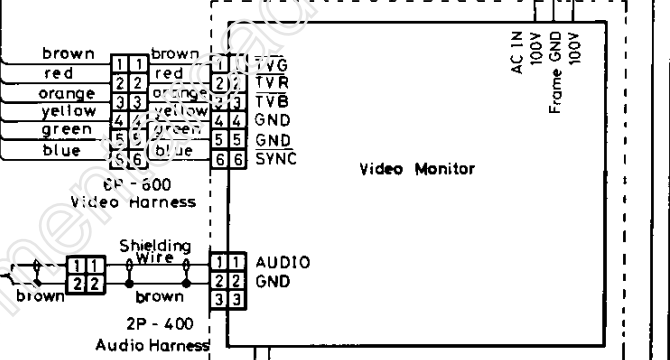 AC IN
100V
Frame GND
100V
brown 1 1 brown 1 1 TVG
red 2 2 red 2 2 TVR
orange 3 3 orange 3 3 TVB
yellow 4 4 yellow 4 4 GND
green 5 5 green 5 5 GND
blue 6 6 blue 6 6 SYNC
Video Monitor
6P - 600
Video Harness
Shielding
Wire
1 1 1 1 AUDIO
2 2 2 2 GND
brown brown 3 3
2P - 400
Audio Harness